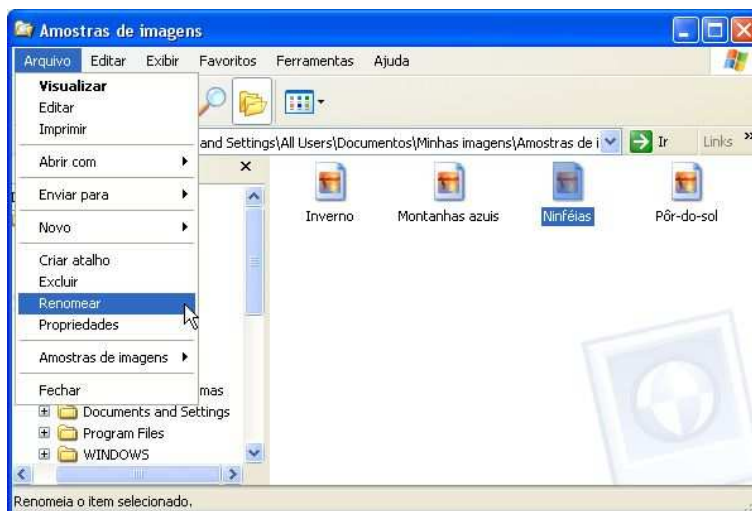 Amostras de imagens
Arquivo Editar Exibir Favoritos Ferramentas Ajuda
Visualizar
Editar
Imprimir
Abrir com
Enviar para
Novo
Criar atalho
Excluir
Renomear
Propriedades
Amostras de imagens
Fechar
and Settings\All Users\Documentos\Minhas imagens\Amostras de i
Ir
Links
Inverno
Montanhas azuis
Ninféias
Pôr-do-sol
mas
Documents and Settings
Program Files
WINDOWS
Renomeia o item selecionado.